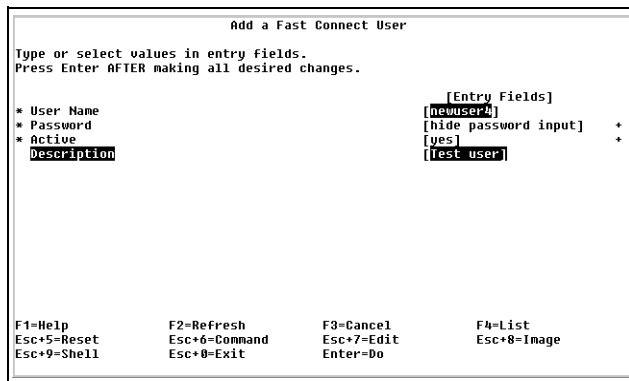 Add a Fast Connect User
Type or select values in entry fields.
Press Enter AFTER making all desired changes.
[Entry Fields]
* User Name [newuser4]
* Password [hide password input] +
* Active [yes] +
Description [Test user]
F1=Help F2=Refresh F3=Cancel F4=List
Esc+5=Reset Esc+6=Command Esc+7=Edit Esc+8=Image
Esc+9=Shell Esc+0=Exit Enter=Do